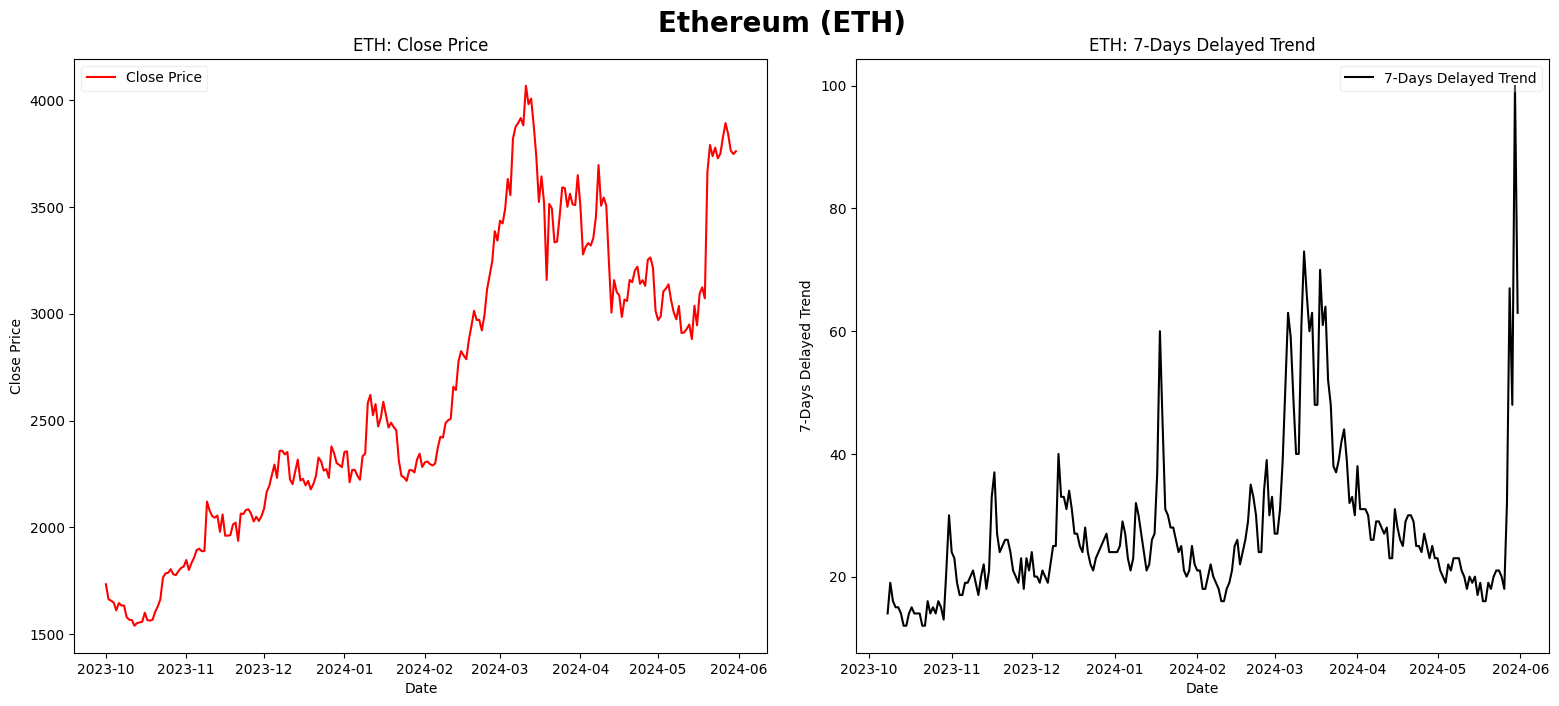 Ethereum (ETH)
ETH: Close Price
Close Price
4000
3500
3000
2500
2000
1500
Close Price
2023-10 2023-11 2023-12 2024-01 2024-02 2024-03 2024-04 2024-05 2024-06
Date
ETH: 7-Days Delayed Trend
7-Days Delayed Trend
100
80
60
40
20
7-Days Delayed Trend
2023-10 2023-11 2023-12 2024-01 2024-02 2024-03 2024-04 2024-05 2024-06
Date